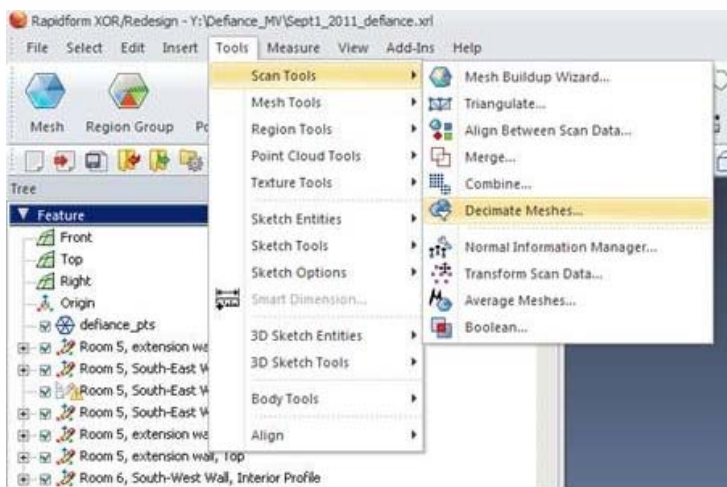 Rapidform XOR/Redesign - Y:\Defiance_MV\Sept1_2011_defiance.xrl
File Select Edit Insert Tools Measure View Add-Ins Help
Mesh Region Group
Scan Tools
Mesh Tools
Region Tools
Point Cloud Tools
Texture Tools
Sketch Entities
Sketch Tools
Sketch Options
Smart Dimension...
3D Sketch Entities
3D Sketch Tools
Body Tools
Align
Mesh Buildup Wizard...
Triangulate...
Align Between Scan Data...
Merge...
Combine...
Decimate Meshes...
Normal Information Manager...
Transform Scan Data...
Average Meshes...
Boolean...
Tree
Feature
Front
Top
Right
Origin
defiance_pts
Room 5, extension wa
Room 5, South-East W
Room 5, South-East W
Room 5, South-East W
Room 5, extension wa
Room 5, extension wall, Top
Room 6, South-West Wall, Interior Profile